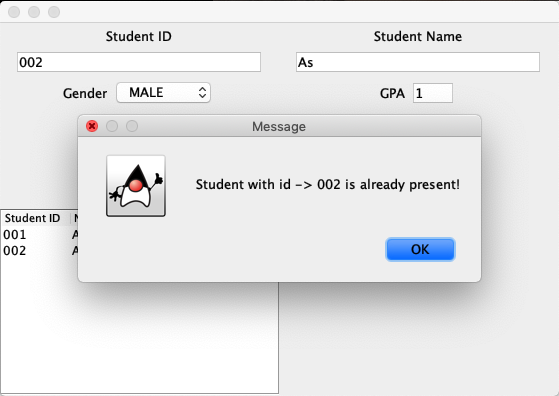 Student ID Student Name
002 As
Gender MALE GPA 1
Message
Student with id -> 002 is already present!
OK
Student ID
001
002